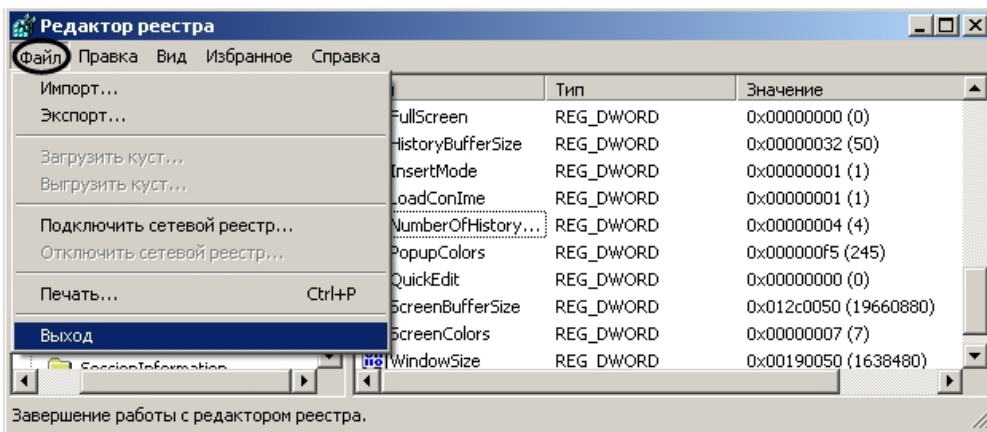 Редактор реестра
Файл Правка Вид Избранное Справка
Импорт...
Экспорт...
Загрузить куст...
Выгрузить куст...
Подключить сетевой реестр...
Отключить сетевой реестр...
Печать... Ctrl+P
Выход
Тип Значение
FullScreen REG_DWORD 0x00000000 (0)
HistoryBufferSize REG_DWORD 0x00000032 (50)
InsertMode REG_DWORD 0x00000001 (1)
LoadConIme REG_DWORD 0x00000001 (1)
NumberOfHistory... REG_DWORD 0x00000004 (4)
PopupColors REG_DWORD 0x000000f5 (245)
QuickEdit REG_DWORD 0x00000000 (0)
ScreenBufferSize REG_DWORD 0x012c0050 (19660880)
ScreenColors REG_DWORD 0x00000007 (7)
WindowSize REG_DWORD 0x00190050 (1638480)
SessionInformation
Завершение работы с редактором реестра.